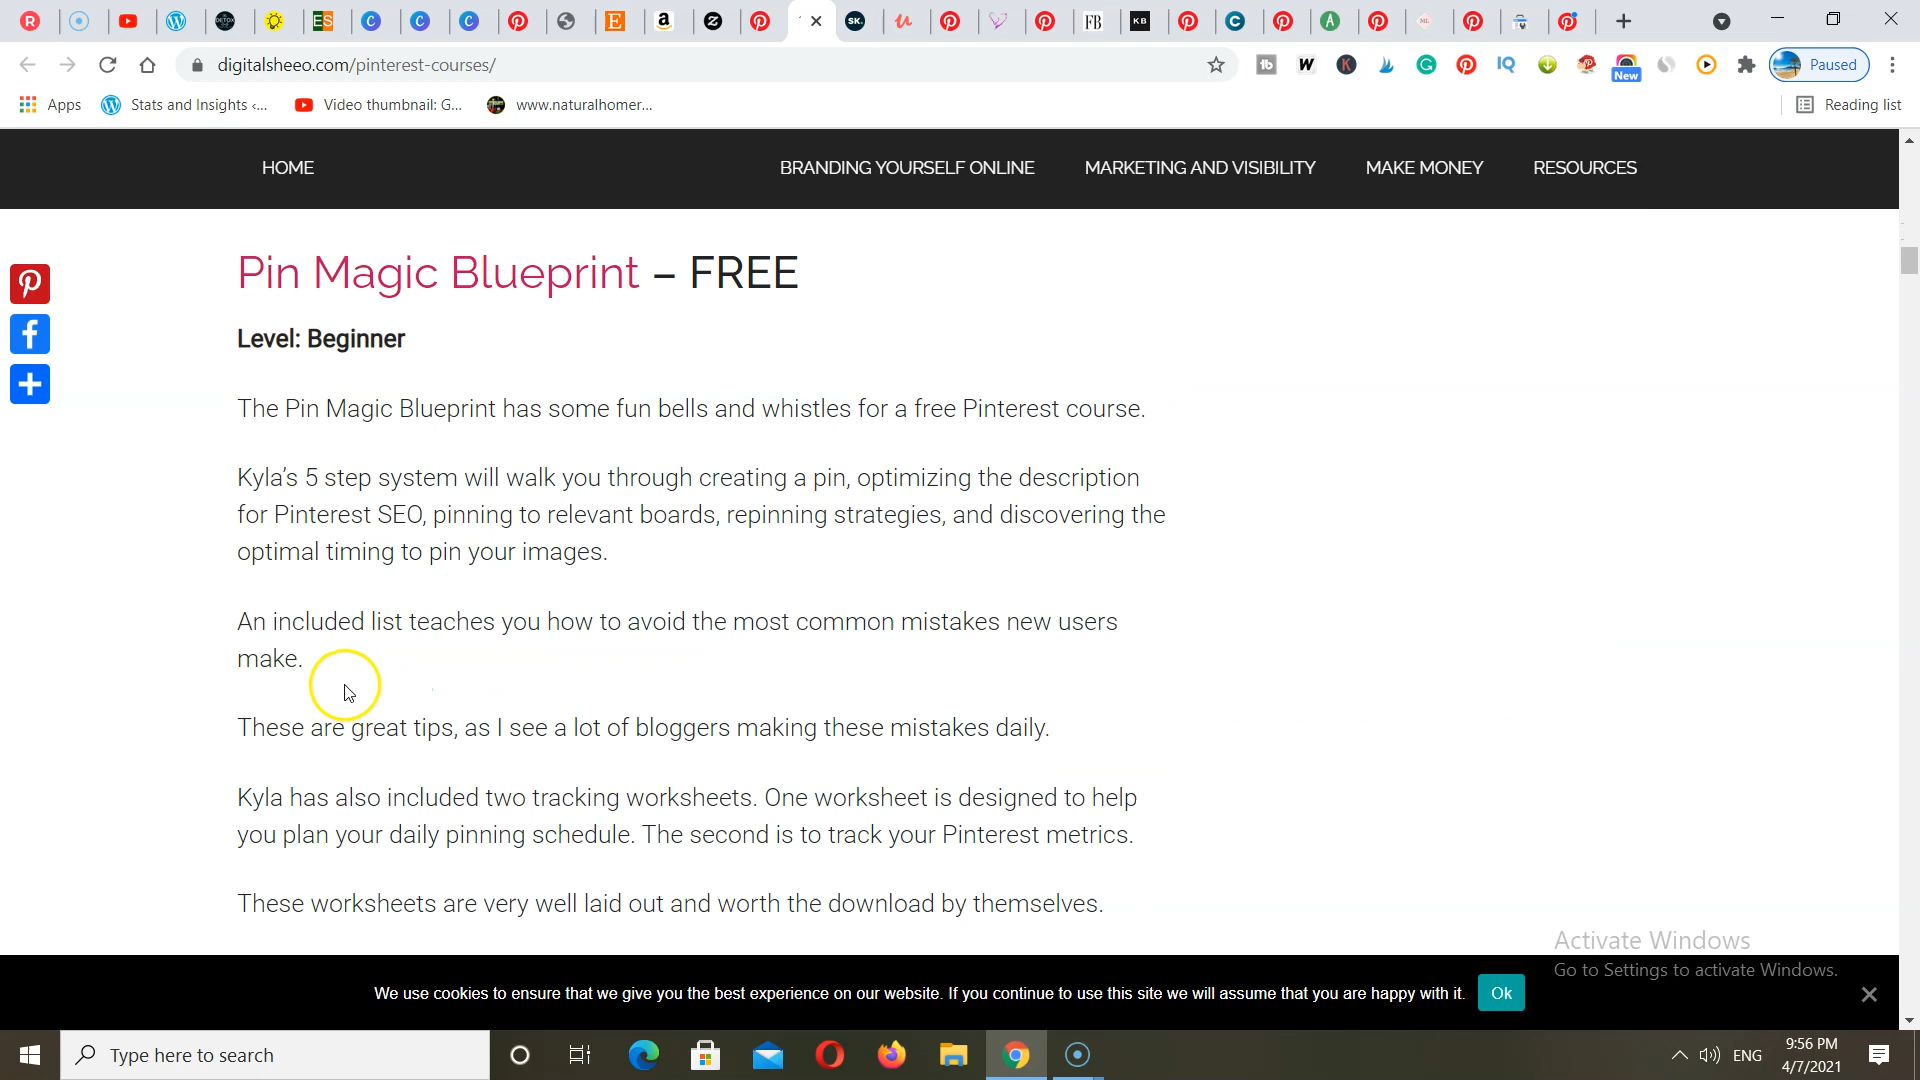 digitalsheeo.com/pinterest-courses/
New
Paused
Apps
Stats and Insights <...
Video thumbnail: G...
www.naturalhomer...
Reading list
HOME
BRANDING YOURSELF ONLINE
MARKETING AND VISIBILITY
MAKE MONEY
RESOURCES
Pin Magic Blueprint – FREE
Level: Beginner
The Pin Magic Blueprint has some fun bells and whistles for a free Pinterest course.
Kyla's 5 step system will walk you through creating a pin, optimizing the description
for Pinterest SEO, pinning to relevant boards, repinning strategies, and discovering the
optimal timing to pin your images.
An included list teaches you how to avoid the most common mistakes new users
make.
These are great tips, as I see a lot of bloggers making these mistakes daily.
Kyla has also included two tracking worksheets. One worksheet is designed to help
you plan your daily pinning schedule. The second is to track your Pinterest metrics.
These worksheets are very well laid out and worth the download by themselves.
Activate Windows
Go to Settings to activate Windows.
We use cookies to ensure that we give you the best experience on our website. If you continue to use this site we will assume that you are happy with it.
Ok
Type here to search
ENG
9:56 PM
4/7/2021